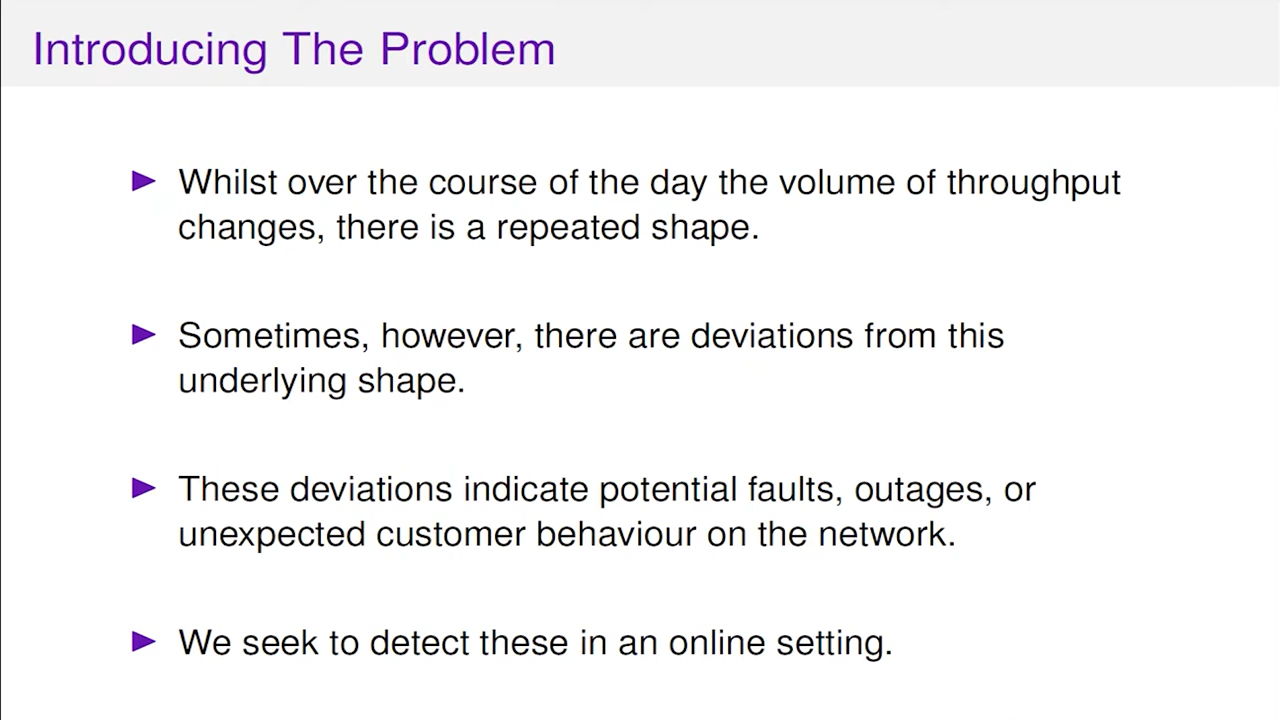 Introducing The Problem
Whilst over the course of the day the volume of throughput
changes, there is a repeated shape.
Sometimes, however, there are deviations from this
underlying shape.
These deviations indicate potential faults, outages, or
unexpected customer behaviour on the network.
We seek to detect these in an online setting.